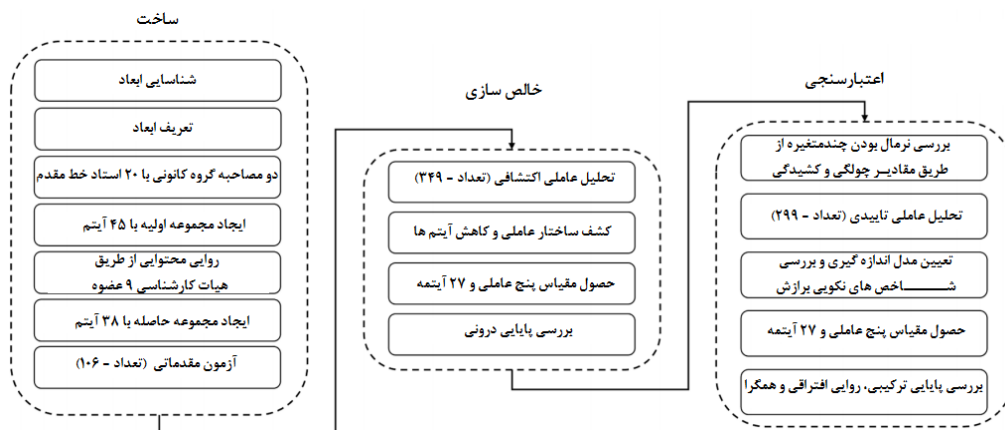 ساخت
شناسایی ابعاد
تعریف ابعاد
دو مصاحبه گروه کانونی با ۲۰ استاد خط مقدم
ایجاد مجموعه اولیه با ۴۵ آیتم
روایی محتوایی از طریق
هیات کارشناسی ۹ عضوه
ایجاد مجموعه حاصله با ۳۸ آیتم
آزمون مقدماتی (تعداد - ۱۰۶)
خالص سازی
تحلیل عاملی اکتشافی (تعداد - ۳۴۹)
کشف ساختار عاملی و کاهش آیتم ها
حصول مقیاس پنج عاملی و ۲۷ آیتمه
بررسی پایایی درونی
اعتبارسنجی
بررسی نرمال بودن چندمتغیره از
طریق مقادیـر چولگی و کشیدگی
تحلیل عاملی تاییدی (تعداد - ۲۹۹)
تعیین مدل اندازه گیری و بررسی
شـــــــاخص های نکویی برازش
حصول مقیاس پنج عاملی و ۲۷ آیتمه
بررسی پایایی ترکیبی، روایی افتراقی و همگرا